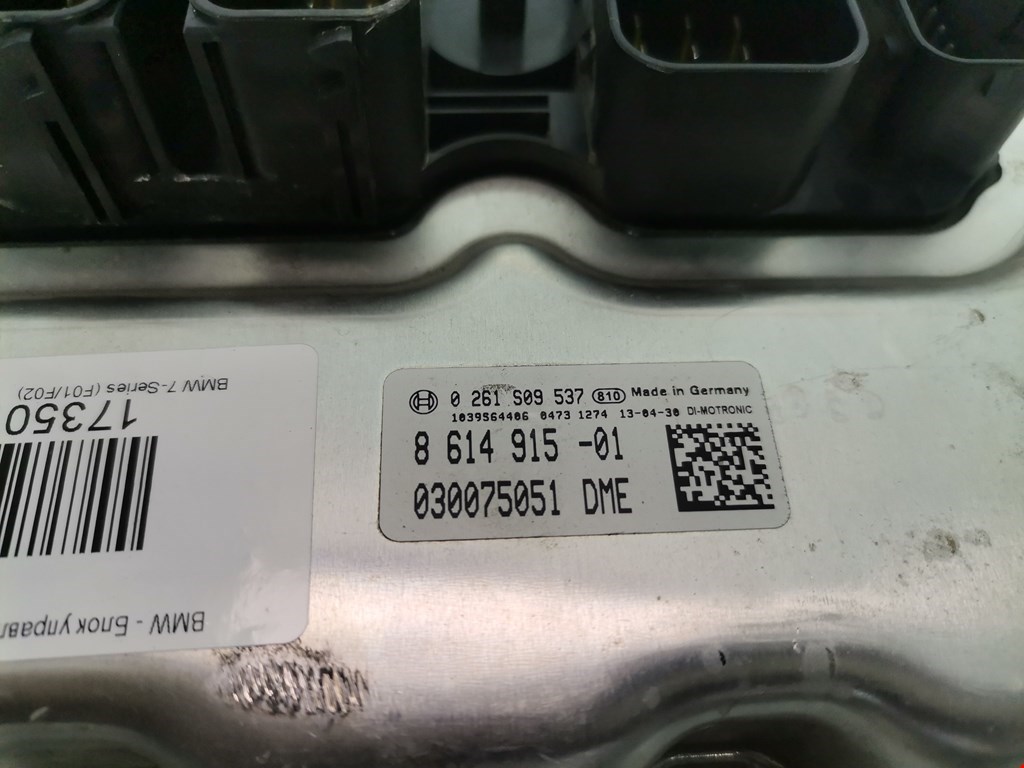 0 261 S09 537 810 Made in Germany
1039S64406 0473 1274 13-04-30 DI-MOTRONIC
8 614 915 -01
030075051 DME
BMW - Блок управл
17350
BMW 7-Series (F01/F02)